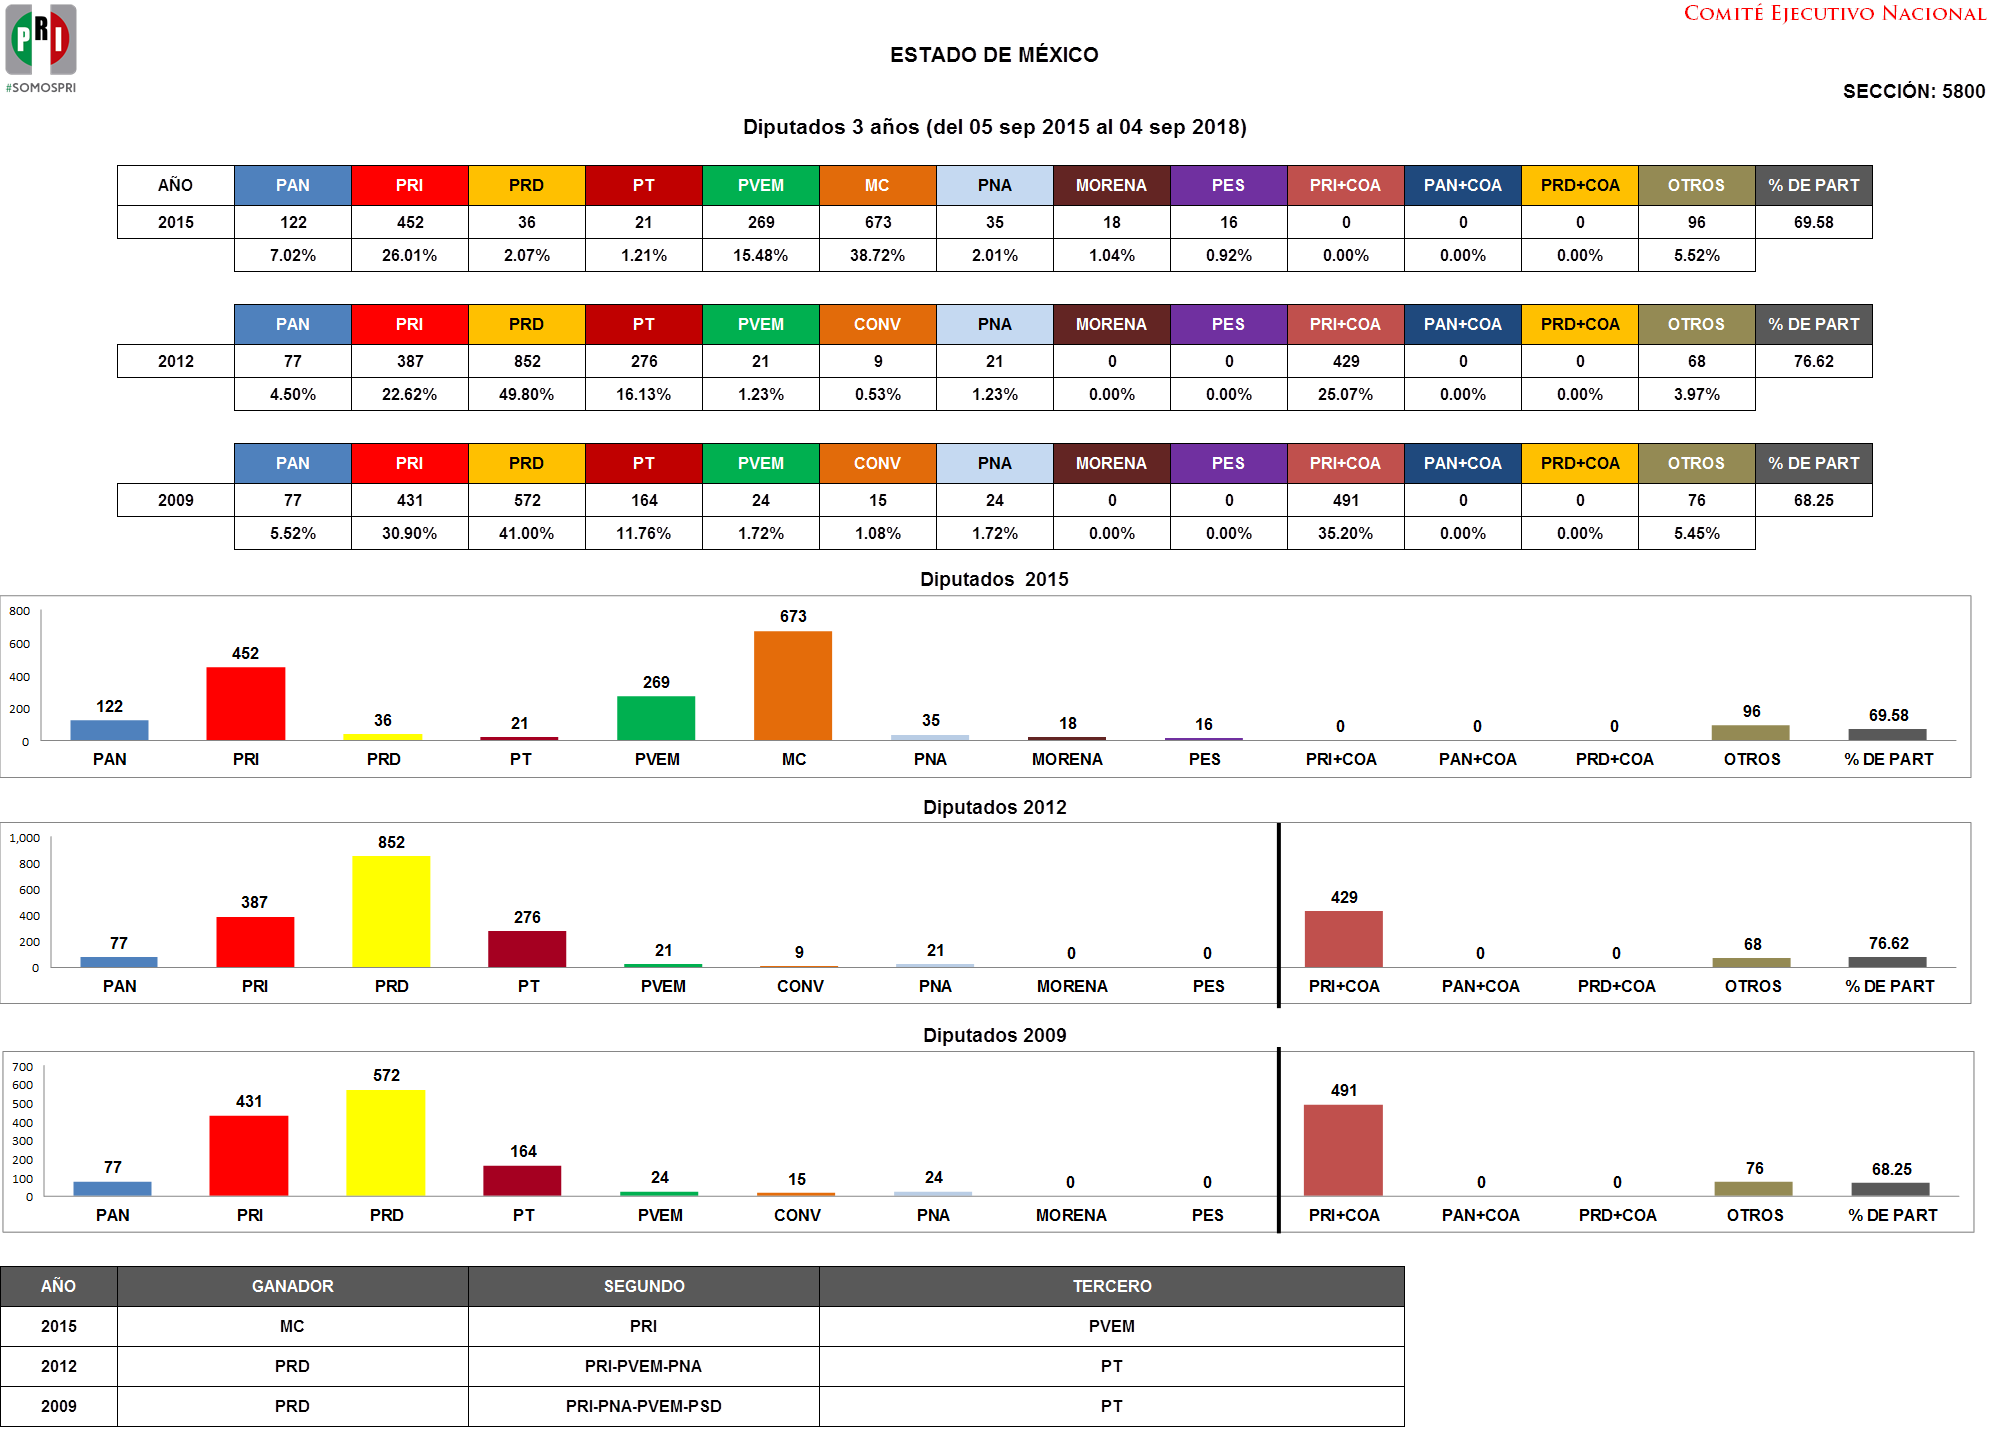 PRI
#SOMOSPRI
COMITÉ EJECUTIVO NACIONAL
ESTADO DE MÉXICO
SECCIÓN: 5800
Diputados 3 años (del 05 sep 2015 al 04 sep 2018)
AÑO PAN PRI PRD PT PVEM MC PNA MORENA PES PRI+COA PAN+COA PRD+COA OTROS % DE PART
2015 122 452 36 21 269 673 35 18 16 0 0 0 96 69.58
7.02% 26.01% 2.07% 1.21% 15.48% 38.72% 2.01% 1.04% 0.92% 0.00% 0.00% 0.00% 5.52%
PAN PRI PRD PT PVEM CONV PNA MORENA PES PRI+COA PAN+COA PRD+COA OTROS % DE PART
2012 77 387 852 276 21 9 21 0 0 429 0 0 68 76.62
4.50% 22.62% 49.80% 16.13% 1.23% 0.53% 1.23% 0.00% 0.00% 25.07% 0.00% 0.00% 3.97%
PAN PRI PRD PT PVEM CONV PNA MORENA PES PRI+COA PAN+COA PRD+COA OTROS % DE PART
2009 77 431 572 164 24 15 24 0 0 491 0 0 76 68.25
5.52% 30.90% 41.00% 11.76% 1.72% 1.08% 1.72% 0.00% 0.00% 35.20% 0.00% 0.00% 5.45%
Diputados 2015
800
600
400
200
0
122 452 36 21 269 673 35 18 16 0 0 0 96 69.58
PAN PRI PRD PT PVEM MC PNA MORENA PES PRI+COA PAN+COA PRD+COA OTROS % DE PART
Diputados 2012
1,000
800
600
400
200
0
77 387 852 276 21 9 21 0 0 429 0 0 68 76.62
PAN PRI PRD PT PVEM CONV PNA MORENA PES PRI+COA PAN+COA PRD+COA OTROS % DE PART
Diputados 2009
700
600
500
400
300
200
100
0
77 431 572 164 24 15 24 0 0 491 0 0 76 68.25
PAN PRI PRD PT PVEM CONV PNA MORENA PES PRI+COA PAN+COA PRD+COA OTROS % DE PART
AÑO GANADOR SEGUNDO TERCERO
2015 MC PRI PVEM
2012 PRD PRI-PVEM-PNA PT
2009 PRD PRI-PNA-PVEM-PSD PT